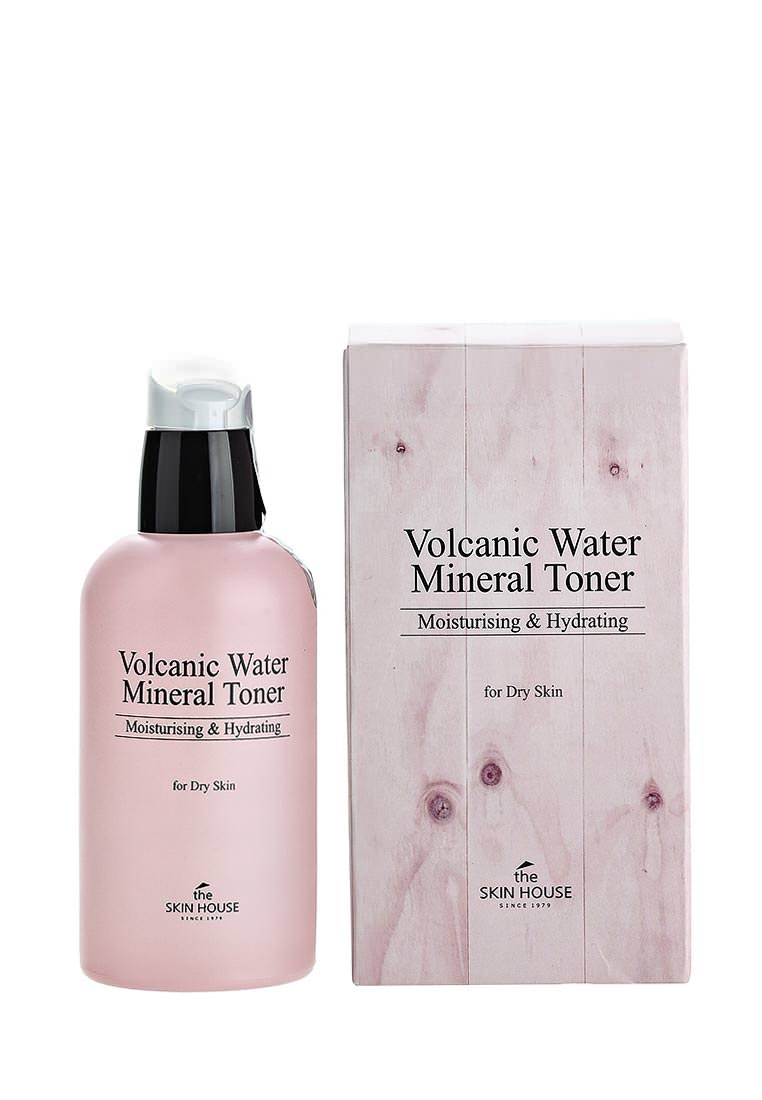 Volcanic Water
Mineral Toner
Moisturising & Hydrating
for Dry Skin
the
SKIN HOUSE
SINCE 1979
Volcanic Water
Mineral Toner
Moisturising & Hydrating
for Dry Skin
the
SKIN HOUSE
SINCE 1979